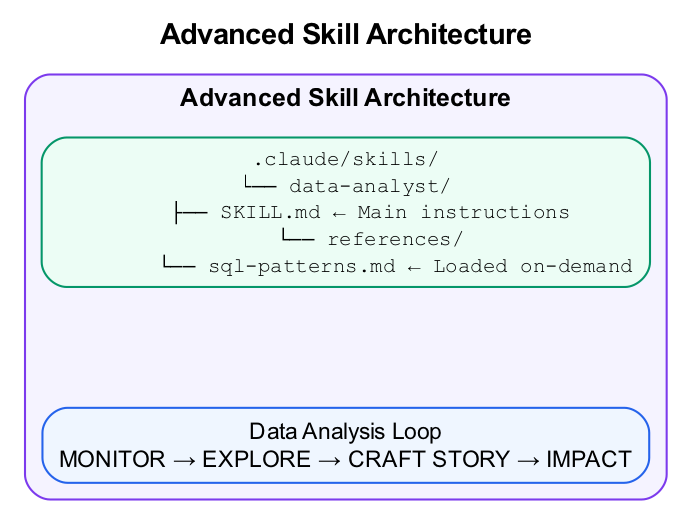 Advanced Skill Architecture
Advanced Skill Architecture
.claude/skills/
└── data-analyst/
├── SKILL.md ← Main instructions
└── references/
└── sql-patterns.md ← Loaded on-demand
Data Analysis Loop
MONITOR → EXPLORE → CRAFT STORY → IMPACT